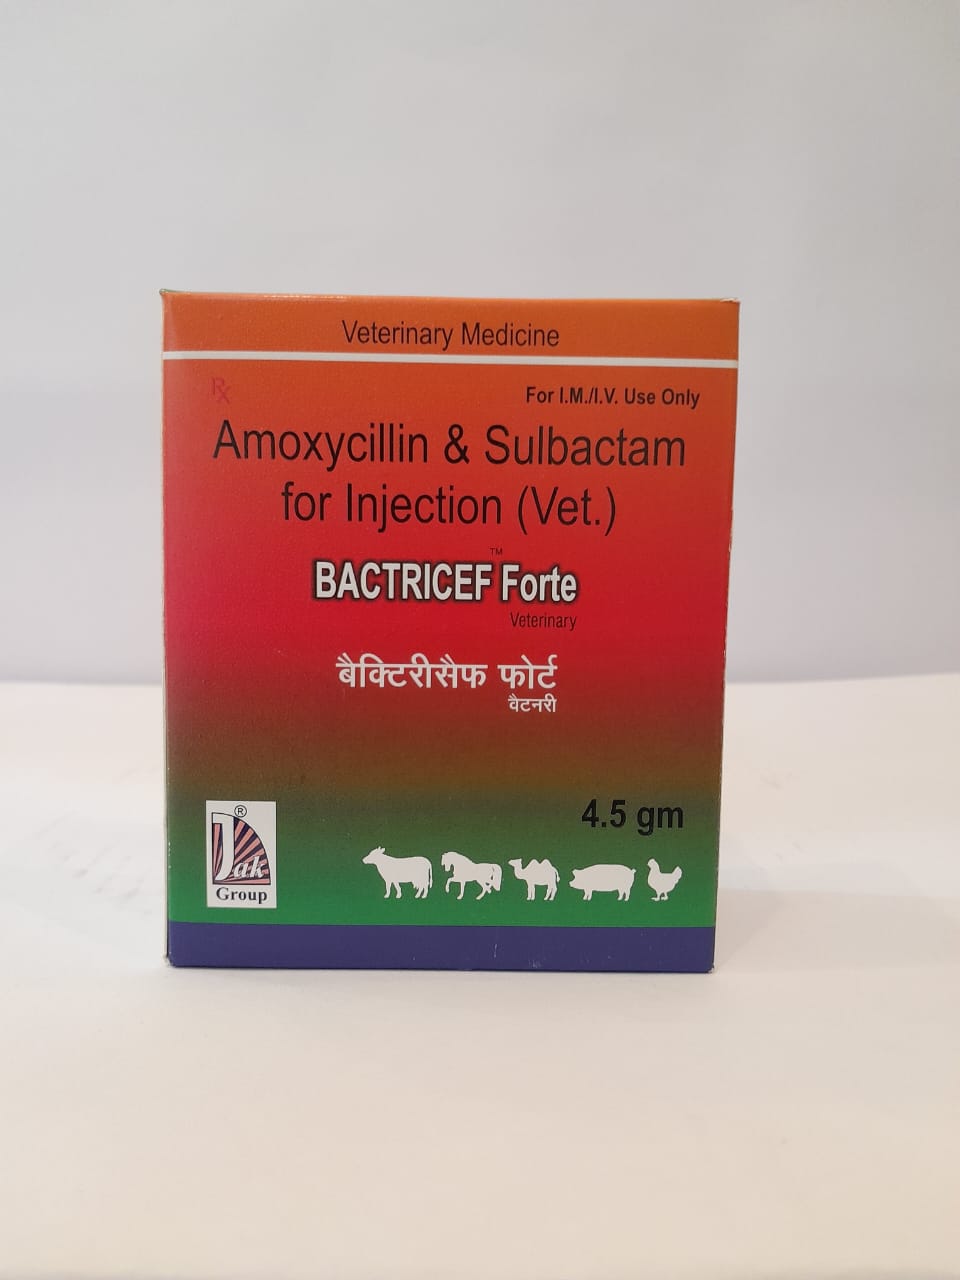 Veterinary Medicine
Rx
For I.M./I.V. Use Only
Amoxycillin & Sulbactam
for Injection (Vet.)
BACTRICEF Forte™
Veterinary
बैक्टिरीसैफ फोर्ट
वैटनरी
4.5 gm
®
Jak
Group